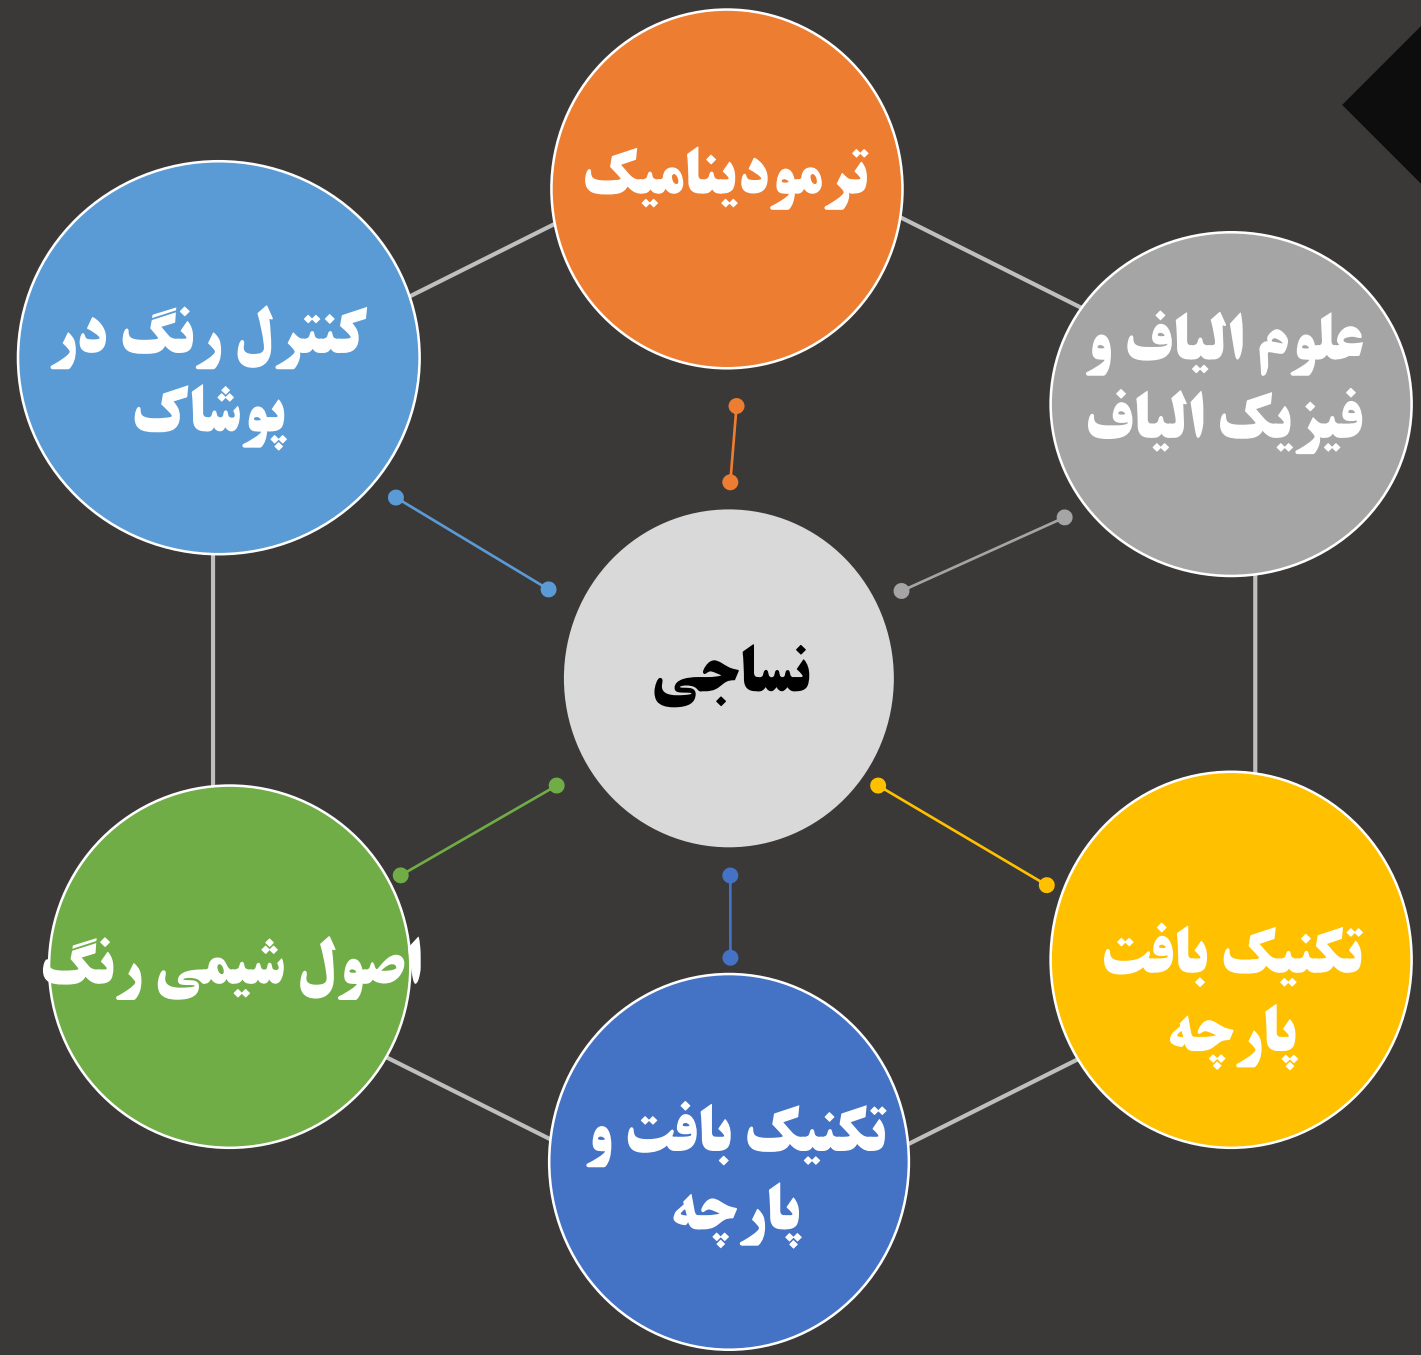 ترمودینامیک
علوم الیاف و
فیزیک الیاف
کنترل رنگ در
پوشاک
نساجی
تکنیک بافت
پارچه
اصول شیمی رنگ
تکنیک بافت و
پارچه